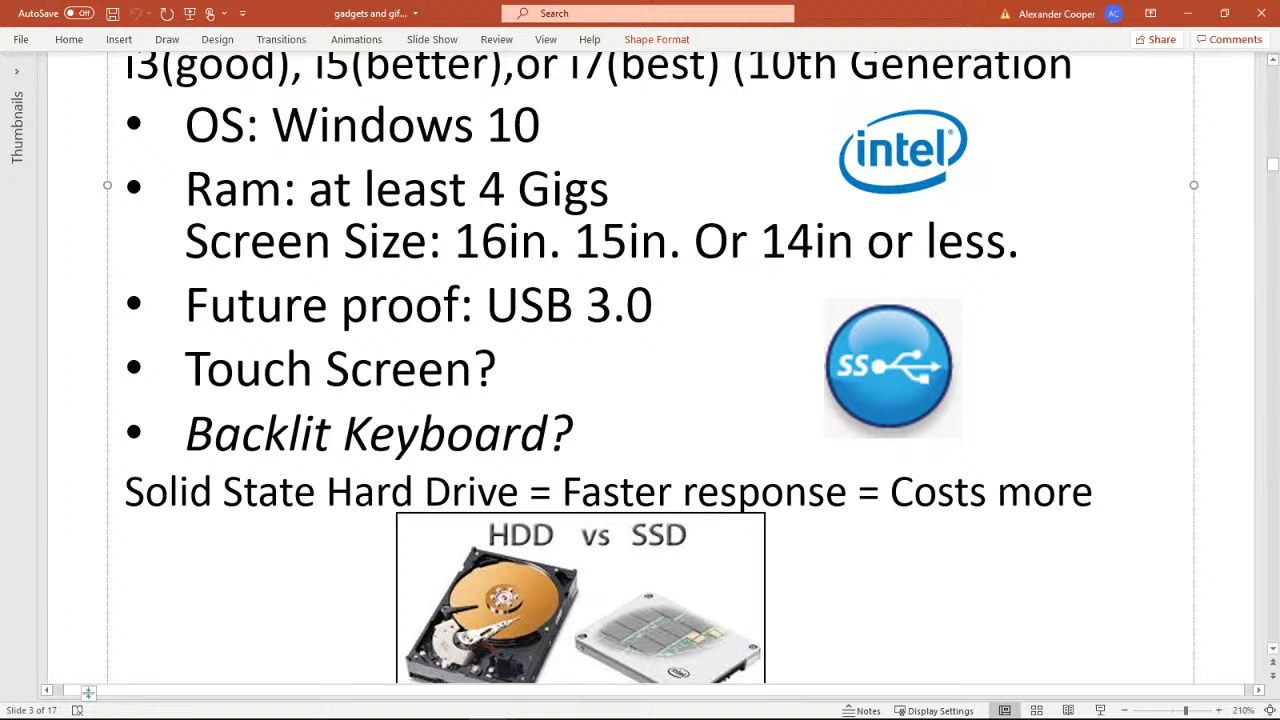 AutoSave Off
gadgets and gif...
Search
Alexander Cooper AC
File Home Insert Draw Design Transitions Animations Slide Show Review View Help Shape Format Share Comments
Thumbnails
i3(good), i5(better),or i7(best) (10th Generation
• OS: Windows 10
intel
• Ram: at least 4 Gigs
Screen Size: 16in. 15in. Or 14in or less.
• Future proof: USB 3.0
SS
• Touch Screen?
• Backlit Keyboard?
Solid State Hard Drive = Faster response = Costs more
HDD vs SSD
intel
Slide 3 of 17
Notes Display Settings 210%